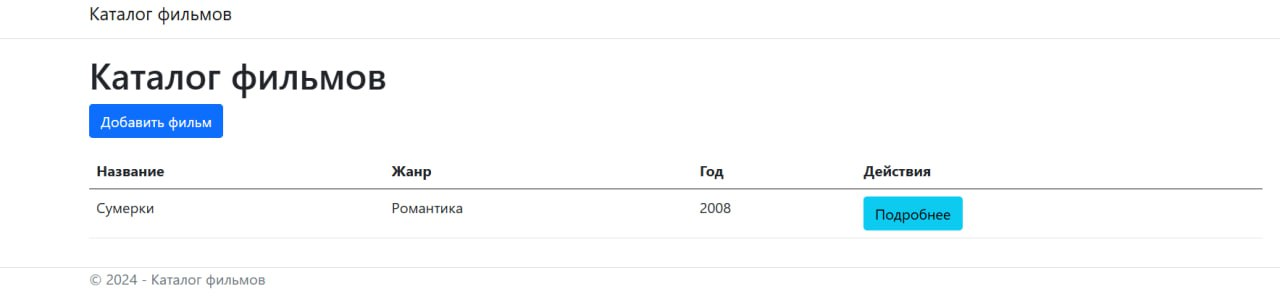 Каталог фильмов
Каталог фильмов
Добавить фильм
Название Жанр Год Действия
Сумерки Романтика 2008 Подробнее
© 2024 - Каталог фильмов